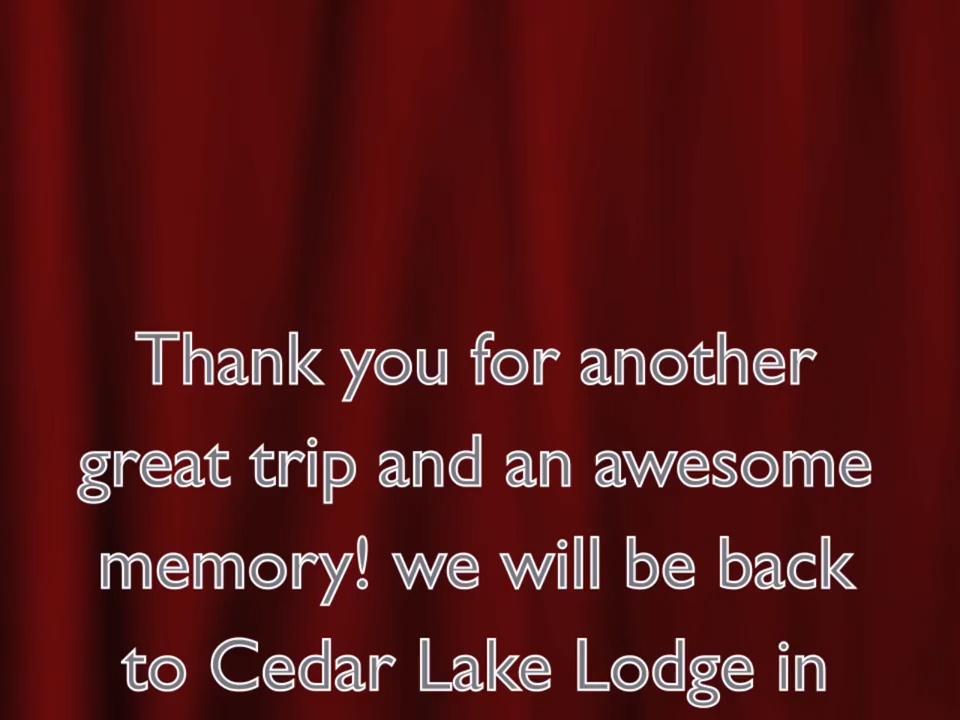 Thank you for another
great trip and an awesome
memory! we will be back
to Cedar Lake Lodge in